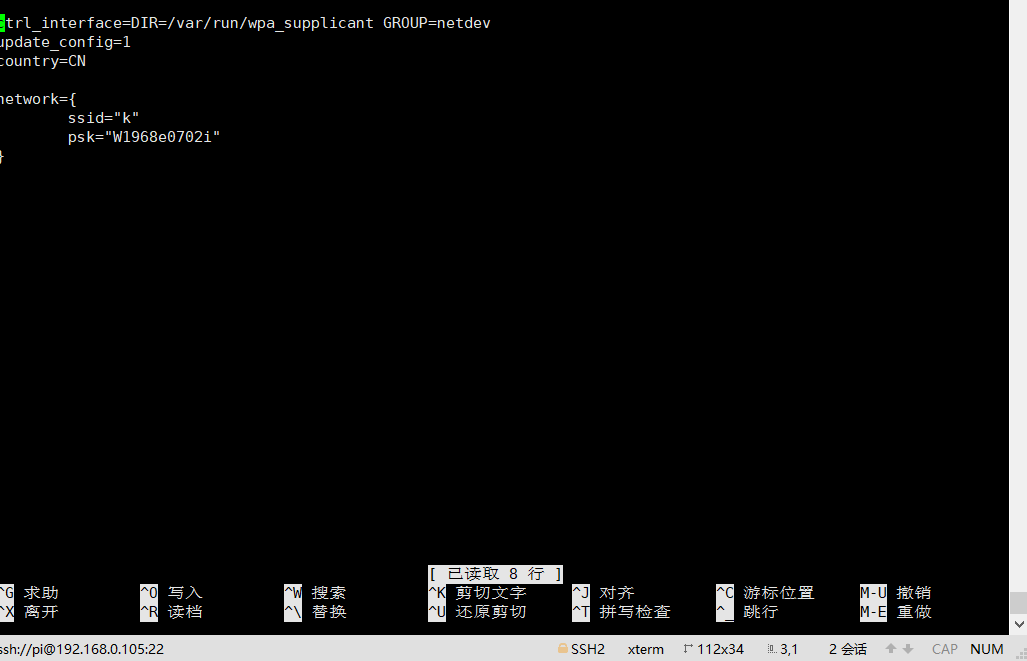 ctrl_interface=DIR=/var/run/wpa_supplicant GROUP=netdev
update_config=1
country=CN
network={
ssid="k"
psk="W1968e0702i"
}
[ 已读取 8 行 ]
^G 求助 ^O 写入 ^W 搜索 ^K 剪切文字 ^J 对齐 ^C 游标位置 M-U 撤销
^X 离开 ^R 读档 ^\ 替换 ^U 还原剪切 ^T 拼写检查 ^_ 跳行 M-E 重做
ssh://pi@192.168.0.105:22 SSH2 xterm 112x34 3,1 2 会话 CAP NUM